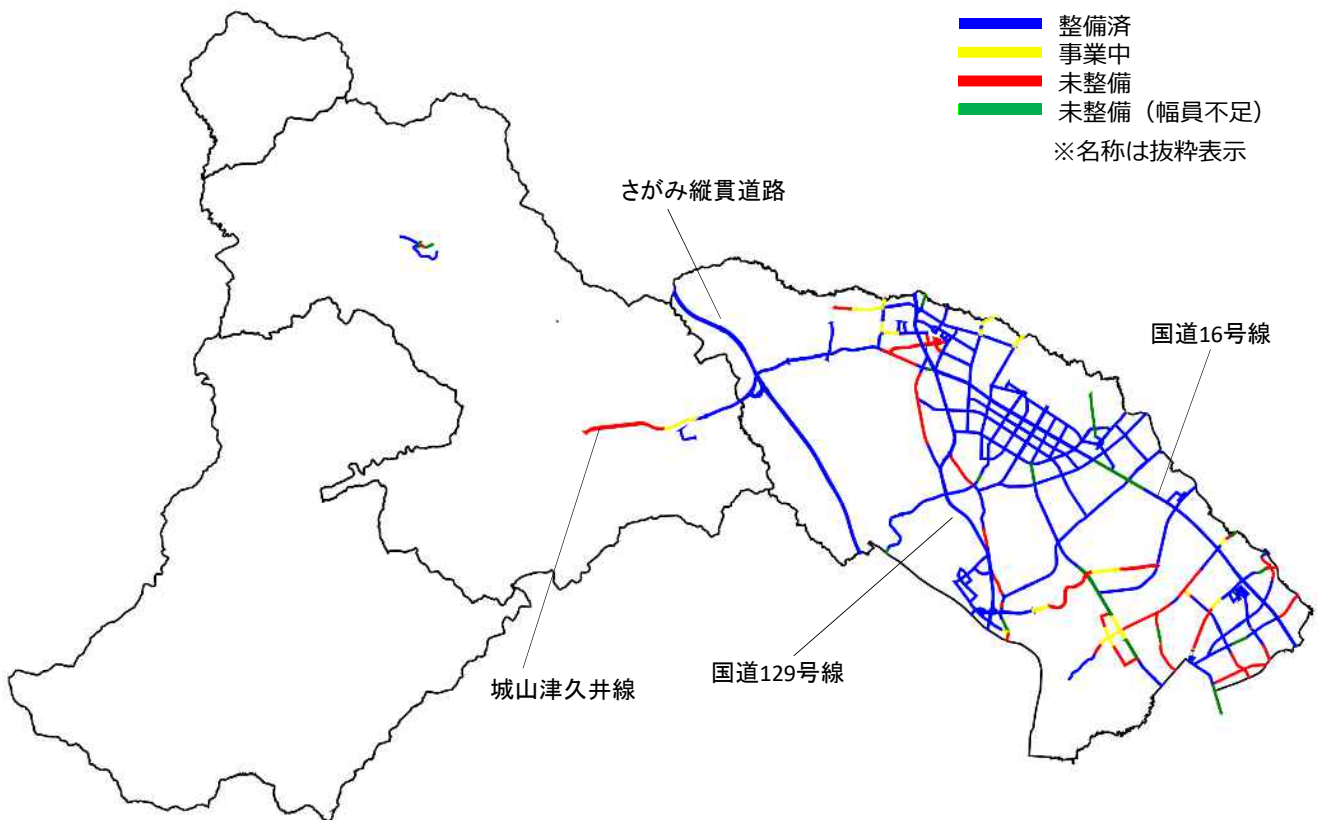 整備済
事業中
未整備
未整備（幅員不足）
※名称は抜粋表示
さがみ縦貫道路
国道16号線
国道129号線
城山津久井線